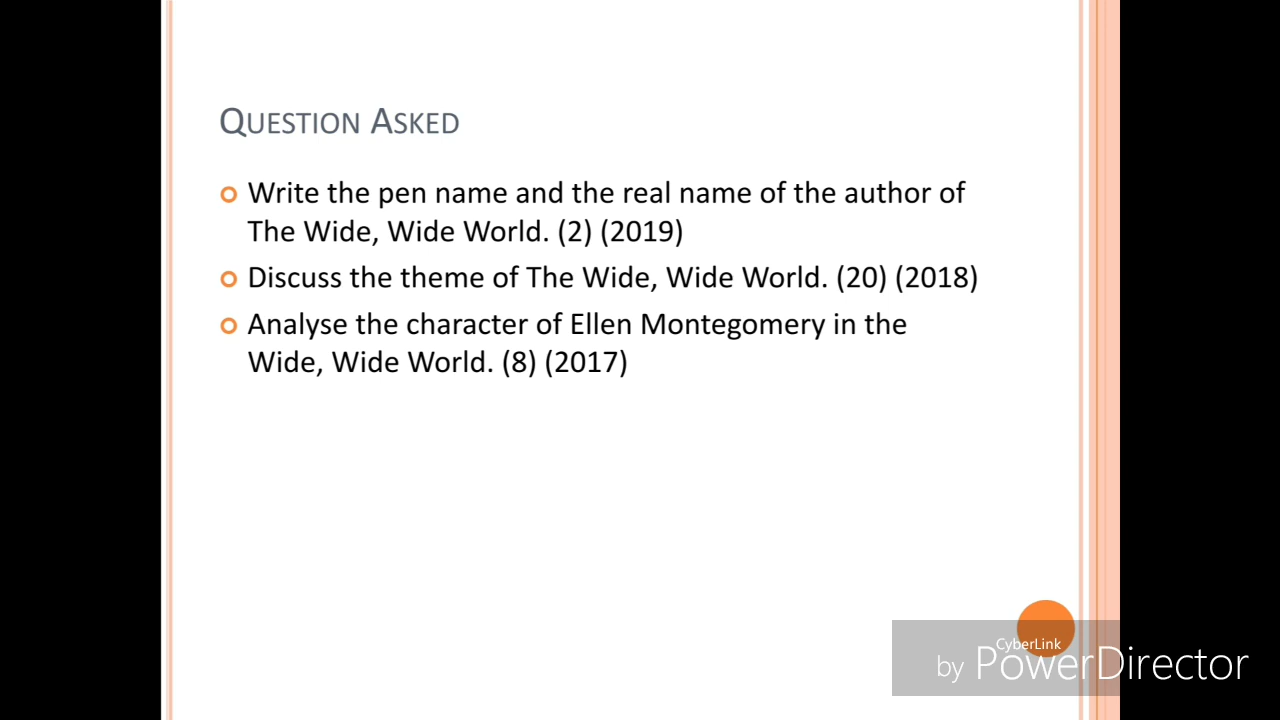 QUESTION ASKED
Write the pen name and the real name of the author of
The Wide, Wide World. (2) (2019)
Discuss the theme of The Wide, Wide World. (20) (2018)
Analyse the character of Ellen Montegomery in the
Wide, Wide World. (8) (2017)
CyberLink
by PowerDirector